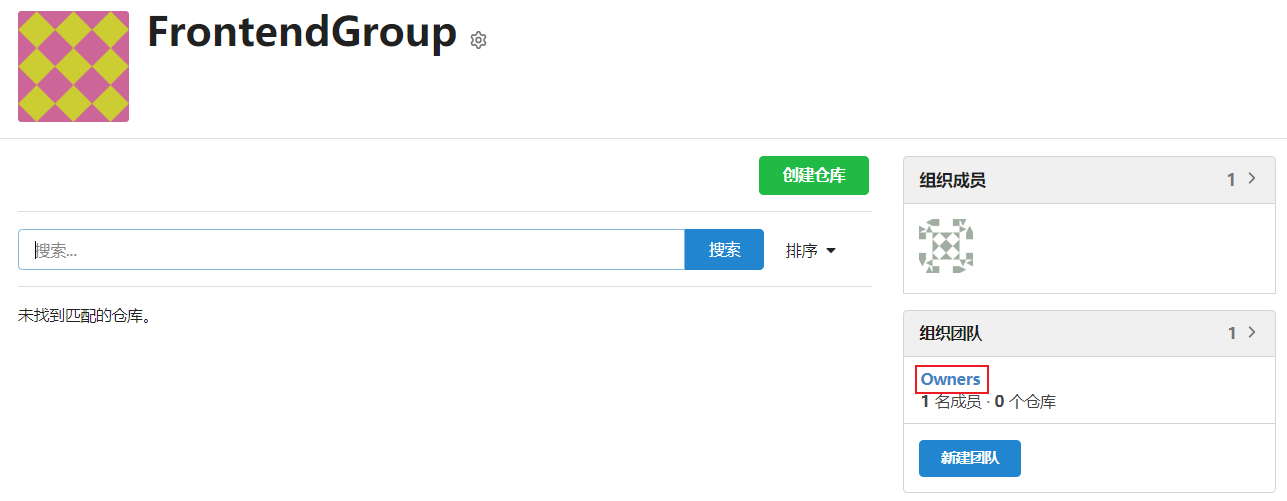 FrontendGroup
创建仓库
搜索...
搜索
排序
未找到匹配的仓库。
组织成员
1
组织团队
1
Owners
1 名成员 · 0 个仓库
新建团队